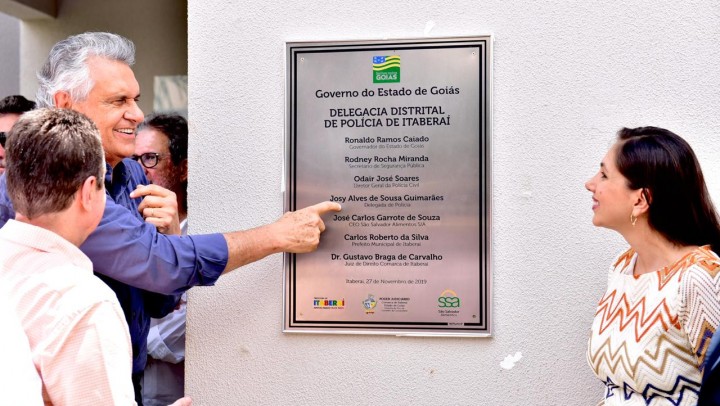 GOIÁS
Governo do Estado de Goiás
DELEGACIA DISTRITAL
DE POLÍCIA DE ITABERAÍ
Ronaldo Ramos Caiado
Governador do Estado de Goiás
Rodney Rocha Miranda
Secretário de Segurança Pública
Odair José Soares
Diretor Geral da Polícia Civil
Josy Alves de Sousa Guimarães
Delegada de Polícia
José Carlos Garrote de Souza
CEO São Salvador Alimentos S/A
Carlos Roberto da Silva
Prefeito Municipal de Itaberaí
Dr. Gustavo Braga de Carvalho
Juiz de Direito Comarca de Itaberaí
Itaberaí, 27 de Novembro de 2019
ITABERAÍ
SSA
São Salvador